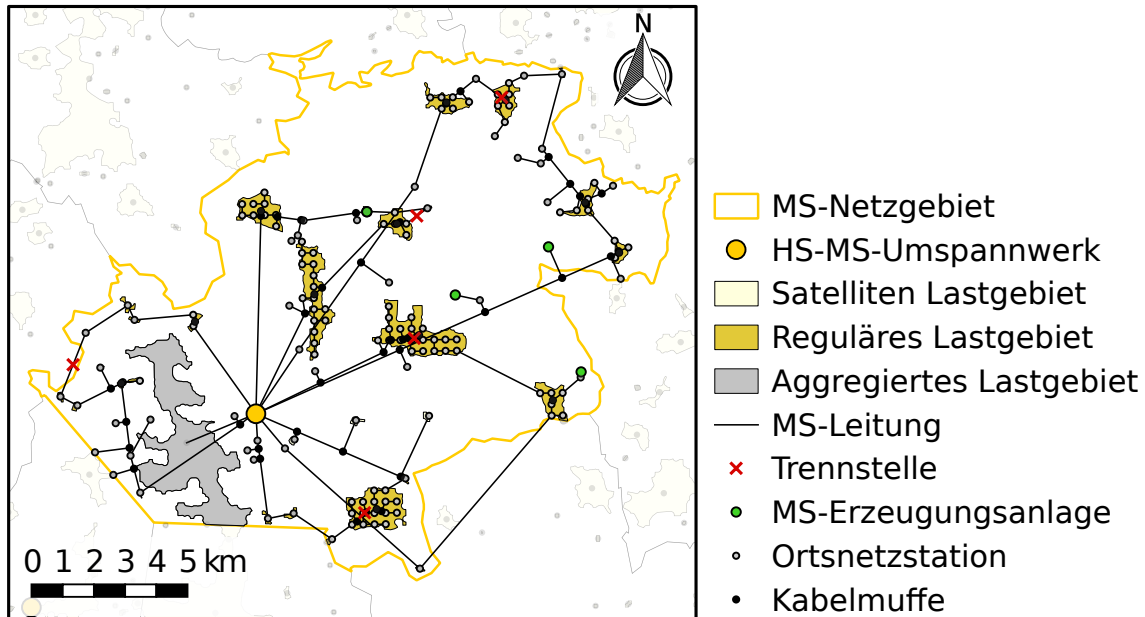 N
MS-Netzgebiet
HS-MS-Umspannwerk
Satelliten Lastgebiet
Reguläres Lastgebiet
Aggregiertes Lastgebiet
MS-Leitung
Trennstelle
MS-Erzeugungsanlage
Ortsnetzstation
Kabelmuffe
0 1 2 3 4 5 km